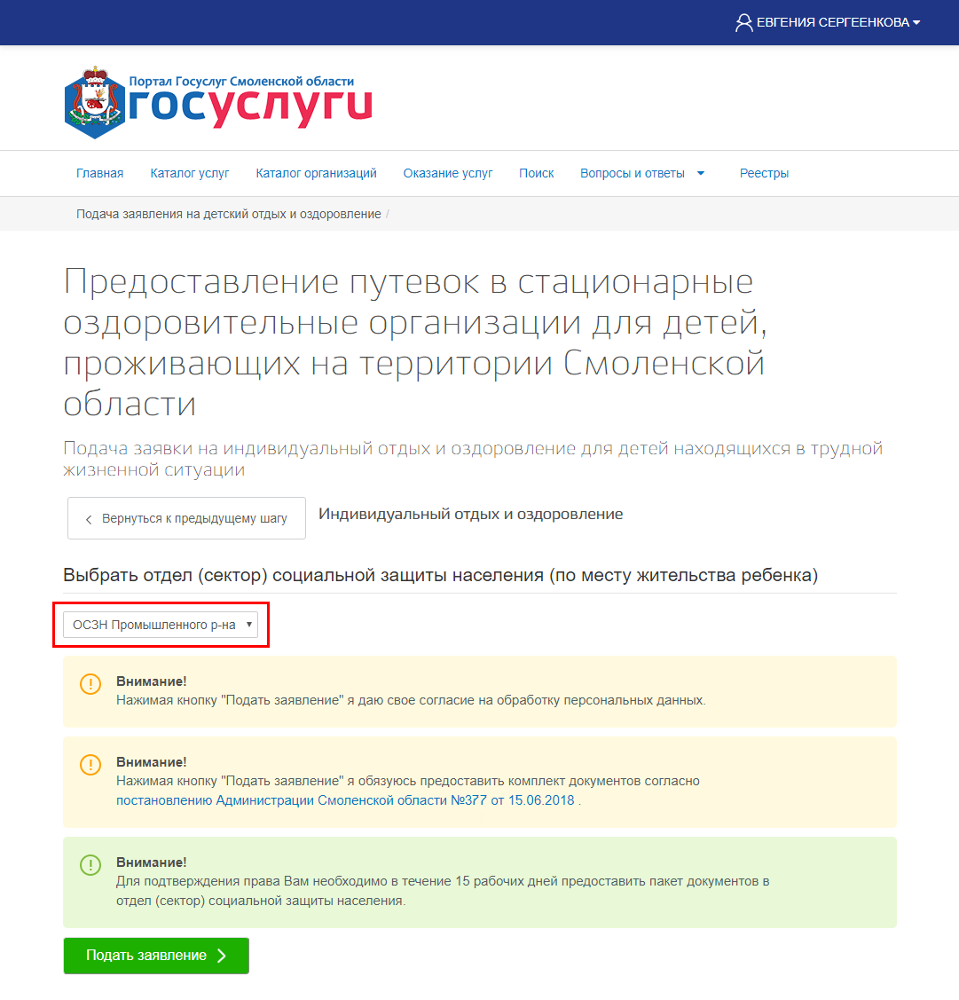 ЕВГЕНИЯ СЕРГЕЕНКОВА
Портал Госуслуг Смоленской области
госуслуги
Главная Каталог услуг Каталог организаций Оказание услуг Поиск Вопросы и ответы Реестры
Подача заявления на детский отдых и оздоровление /
Предоставление путевок в стационарные
оздоровительные организации для детей,
проживающих на территории Смоленской
области
Подача заявки на индивидуальный отдых и оздоровление для детей находящихся в трудной
жизненной ситуации
Вернуться к предыдущему шагу
Индивидуальный отдых и оздоровление
Выбрать отдел (сектор) социальной защиты населения (по месту жительства ребенка)
ОСЗН Промышленного р-на
Внимание!
Нажимая кнопку "Подать заявление" я даю свое согласие на обработку персональных данных.
Внимание!
Нажимая кнопку "Подать заявление" я обязуюсь предоставить комплект документов согласно
постановлению Администрации Смоленской области №377 от 15.06.2018 .
Внимание!
Для подтверждения права Вам необходимо в течение 15 рабочих дней предоставить пакет документов в
отдел (сектор) социальной защиты населения.
Подать заявление